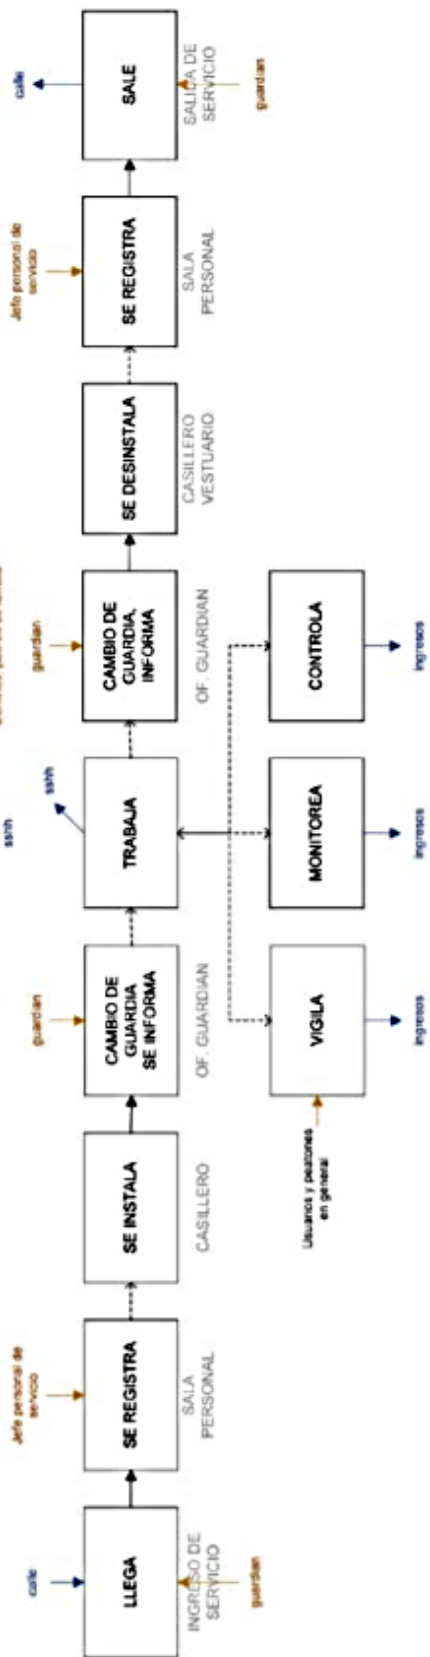 calle
LLEGA
INGRESO DE
SERVICIO
guardian
Jefe personal de
servicio
SE REGISTRA
SALA
PERSONAL
SE INSTALA
CASILLERO
guardian
CAMBIO DE
GUARDIA
SE INFORMA
OF. GUARDIAN
sshh
sshh
TRABAJA
guardian
CAMBIO DE
GUARDIA,
INFORMA
OF. GUARDIAN
SE DESINSTALA
CASILLERO
VESTUARIO
Jefe personal de
servicio
SE REGISTRA
SALA
PERSONAL
calle
SALE
SALIDA DE
SERVICIO
guardian
Usuarios y peatones
en general
VIGILA
ingresos
MONITOREA
ingresos
CONTROLA
ingresos